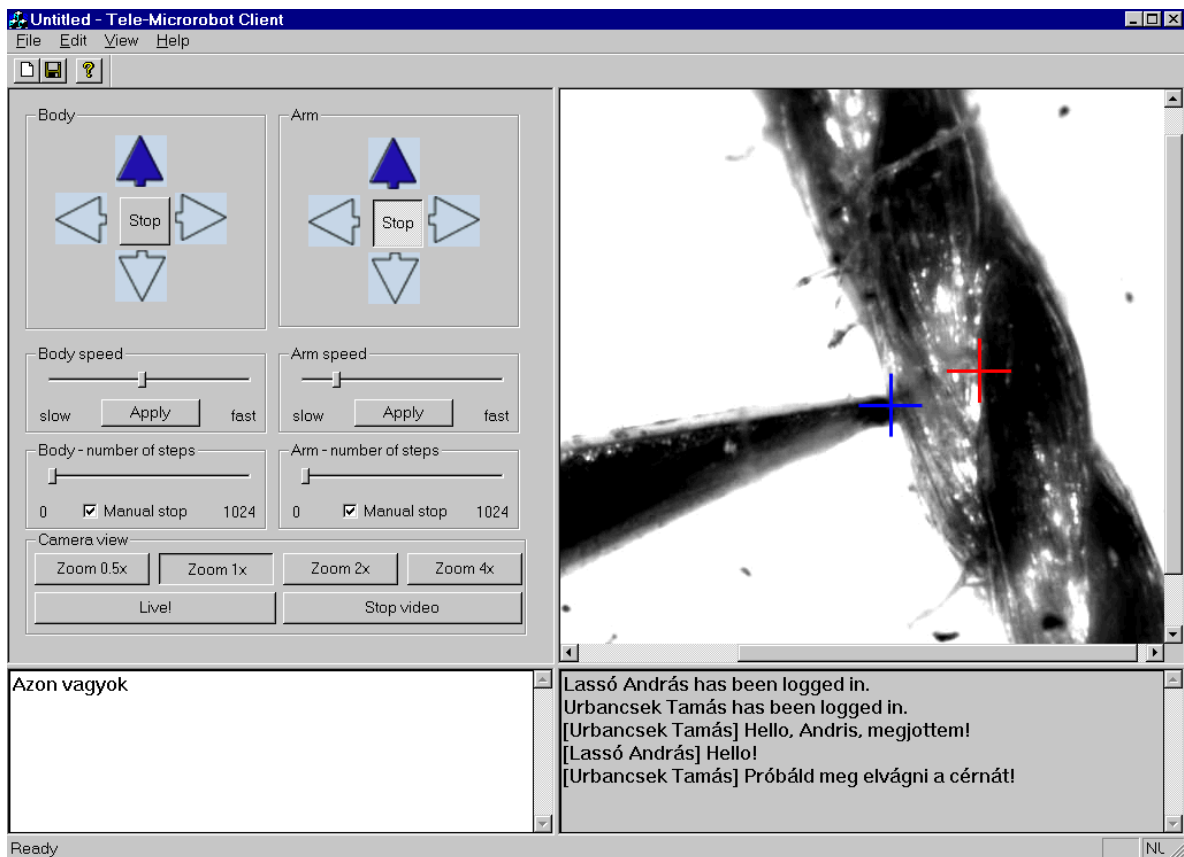 Untitled - Tele-Microrobot Client
File Edit View Help
Body
Stop
Arm
Stop
Body speed
slow Apply fast
Arm speed
slow Apply fast
Body - number of steps
0 Manual stop 1024
Arm - number of steps
0 Manual stop 1024
Camera view
Zoom 0.5x Zoom 1x Zoom 2x Zoom 4x
Live! Stop video
Azon vagyok
Lassó András has been logged in.
Urbancsek Tamás has been logged in.
[Urbancsek Tamás] Hello, Andris, megjottem!
[Lassó András] Hello!
[Urbancsek Tamás] Próbáld meg elvágni a cérnát!
Ready